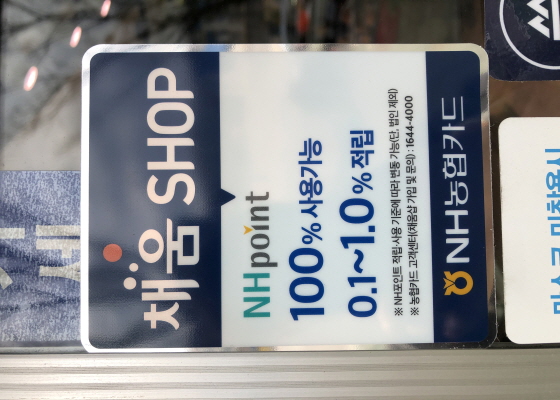 채움 SHOP
NHpoint
100% 사용가능
0.1~1.0% 적립
※ NH포인트 적립·사용 기준에 따라 변동 가능(단, 법인 제외)
※ 농협카드 고객센터(채움샵 가입 및 문의) : 1644-4000
NH농협카드